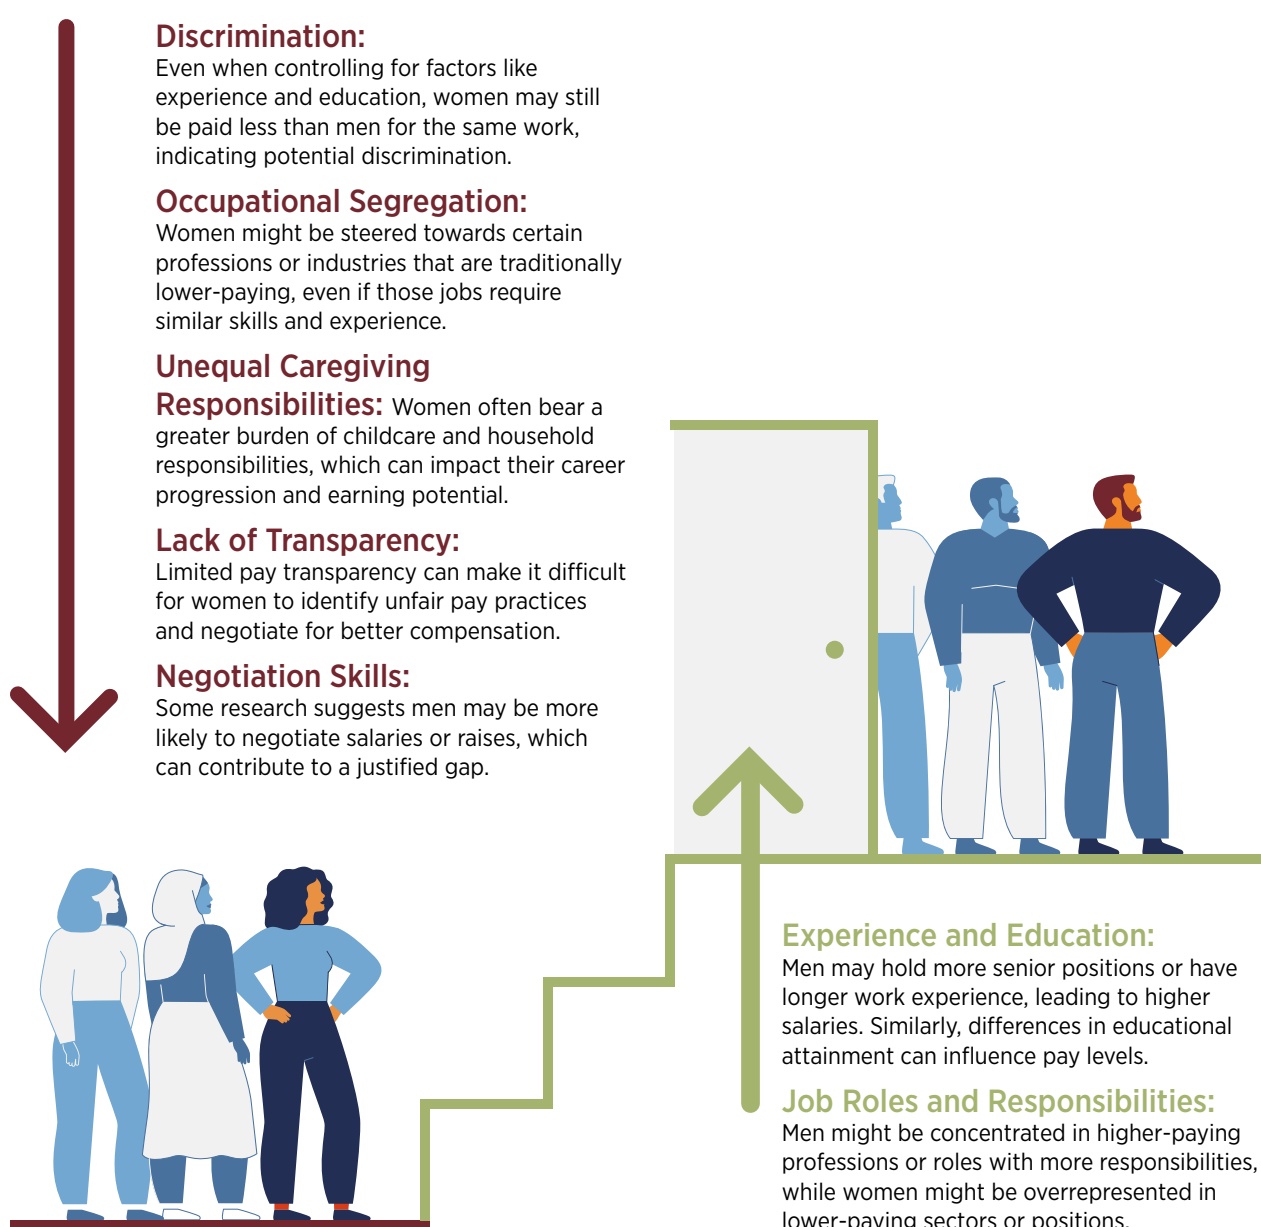 Discrimination:
Even when controlling for factors like
experience and education, women may still
be paid less than men for the same work,
indicating potential discrimination.
Occupational Segregation:
Women might be steered towards certain
professions or industries that are traditionally
lower-paying, even if those jobs require
similar skills and experience.
Unequal Caregiving
Responsibilities: Women often bear a
greater burden of childcare and household
responsibilities, which can impact their career
progression and earning potential.
Lack of Transparency:
Limited pay transparency can make it difficult
for women to identify unfair pay practices
and negotiate for better compensation.
Negotiation Skills:
Some research suggests men may be more
likely to negotiate salaries or raises, which
can contribute to a justified gap.
Experience and Education:
Men may hold more senior positions or have
longer work experience, leading to higher
salaries. Similarly, differences in educational
attainment can influence pay levels.
Job Roles and Responsibilities:
Men might be concentrated in higher-paying
professions or roles with more responsibilities,
while women might be overrepresented in
lower-paying sectors or positions.